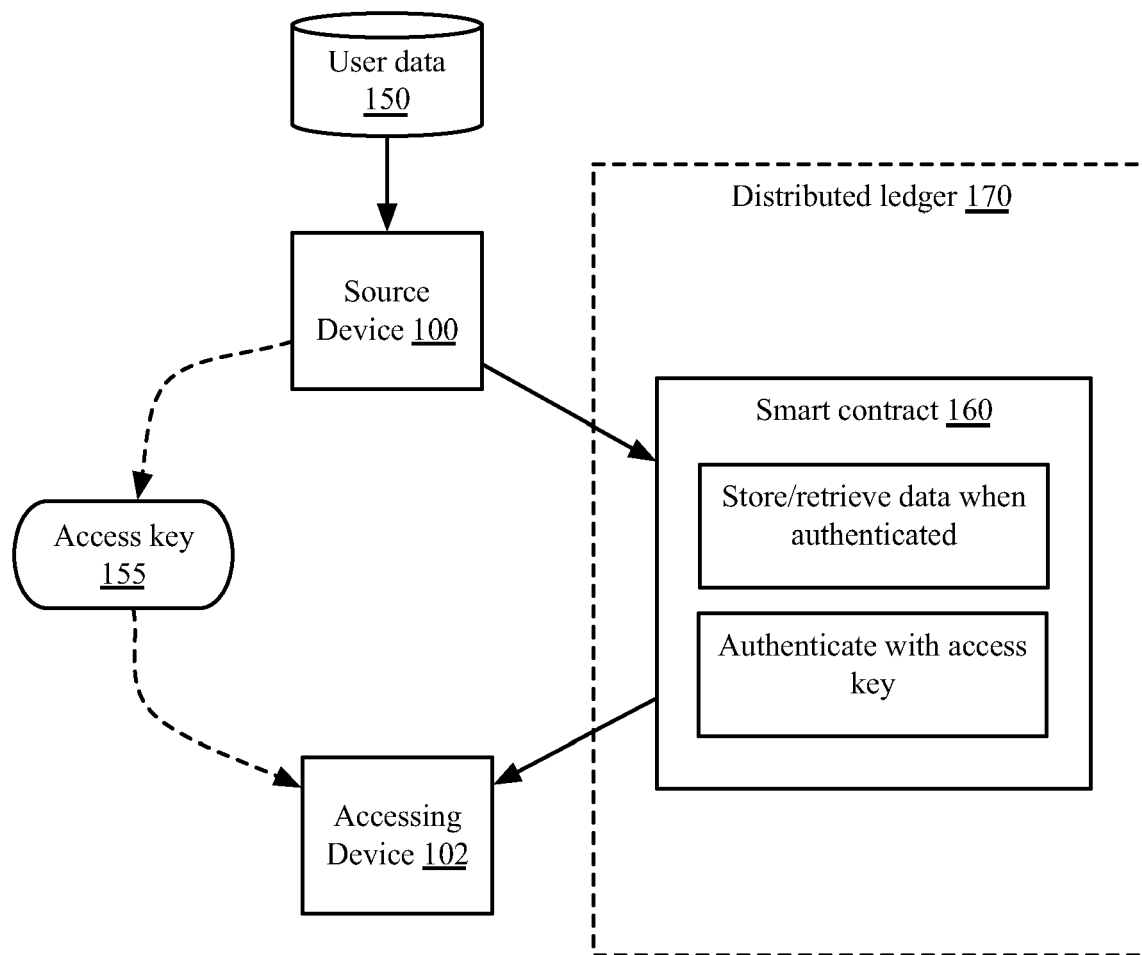 User data
150
Distributed ledger 170
Source
Device 100
Smart contract 160
Store/retrieve data when
authenticated
Access key
155
Authenticate with access
key
Accessing
Device 102